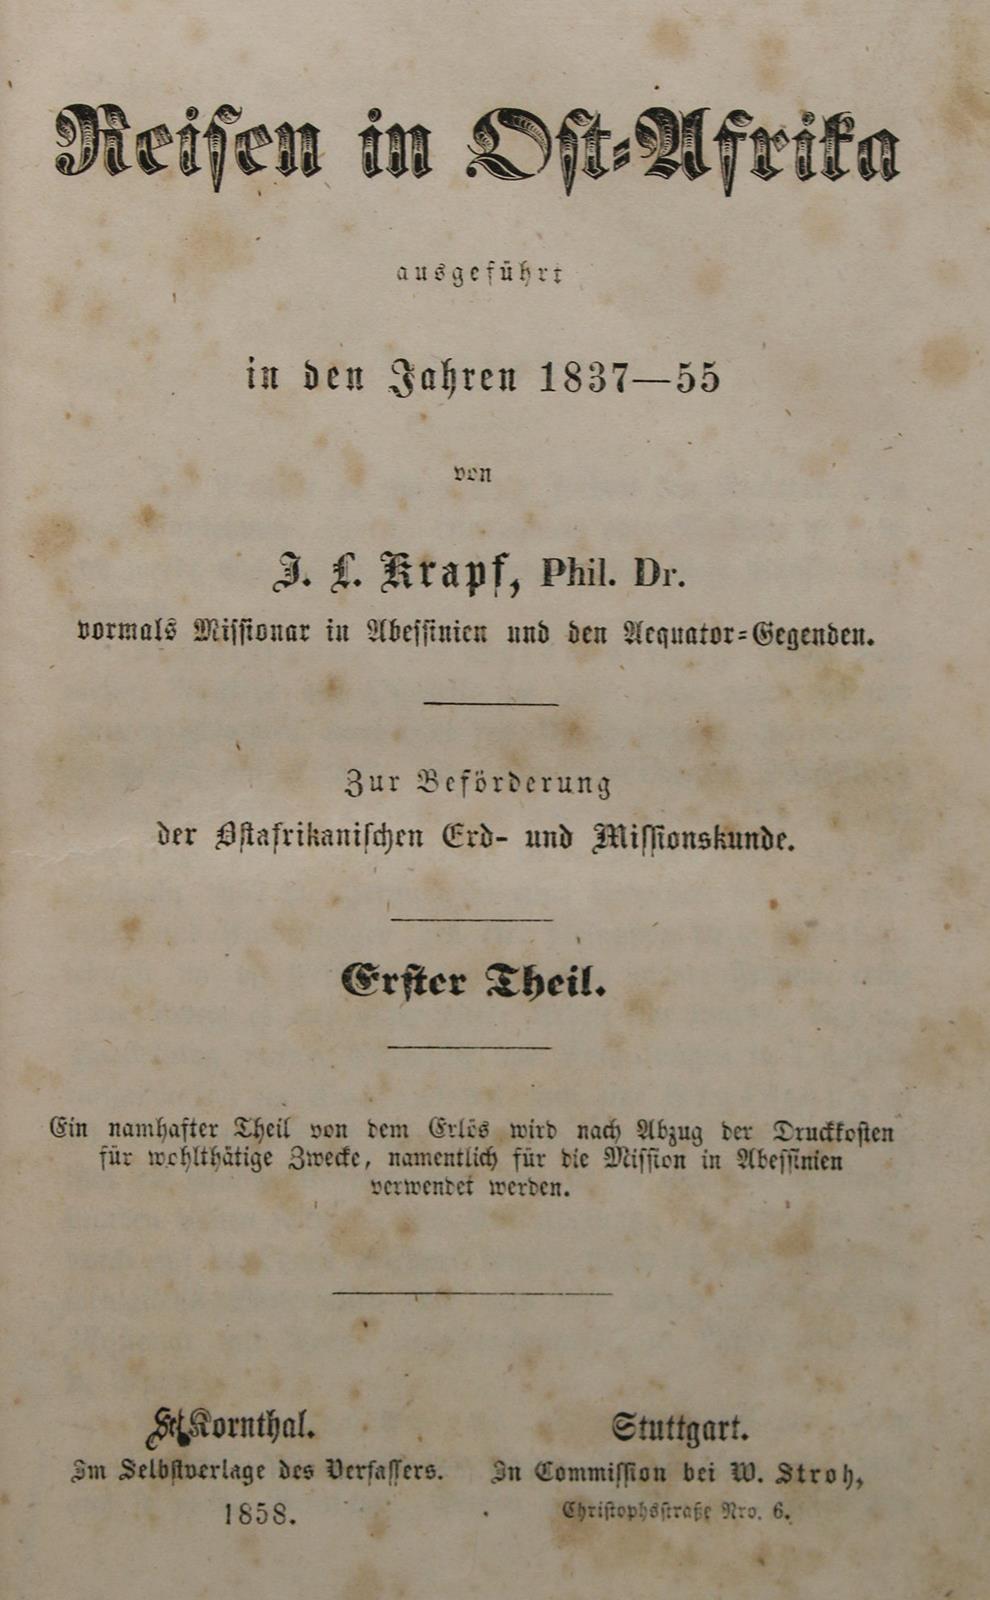 Reisen in Ost-Afrika
ausgeführt
in den Jahren 1837—55
von
J. L. Krapf, Phil. Dr.
vormals Missionar in Abessinien und den Aequator-Gegenden.
Zur Beförderung
der Ostafrikanischen Erd- und Missionskunde.
Erster Theil.
Ein namhafter Theil von dem Erlös wird nach Abzug der Druckkosten
für wohlthätige Zwecke, namentlich für die Mission in Abessinien
verwendet werden.
Kornthal.
Im Selbstverlage des Verfassers.
1858.
Stuttgart.
In Commission bei W. Stroh,
Christophsstraße Nro. 6.